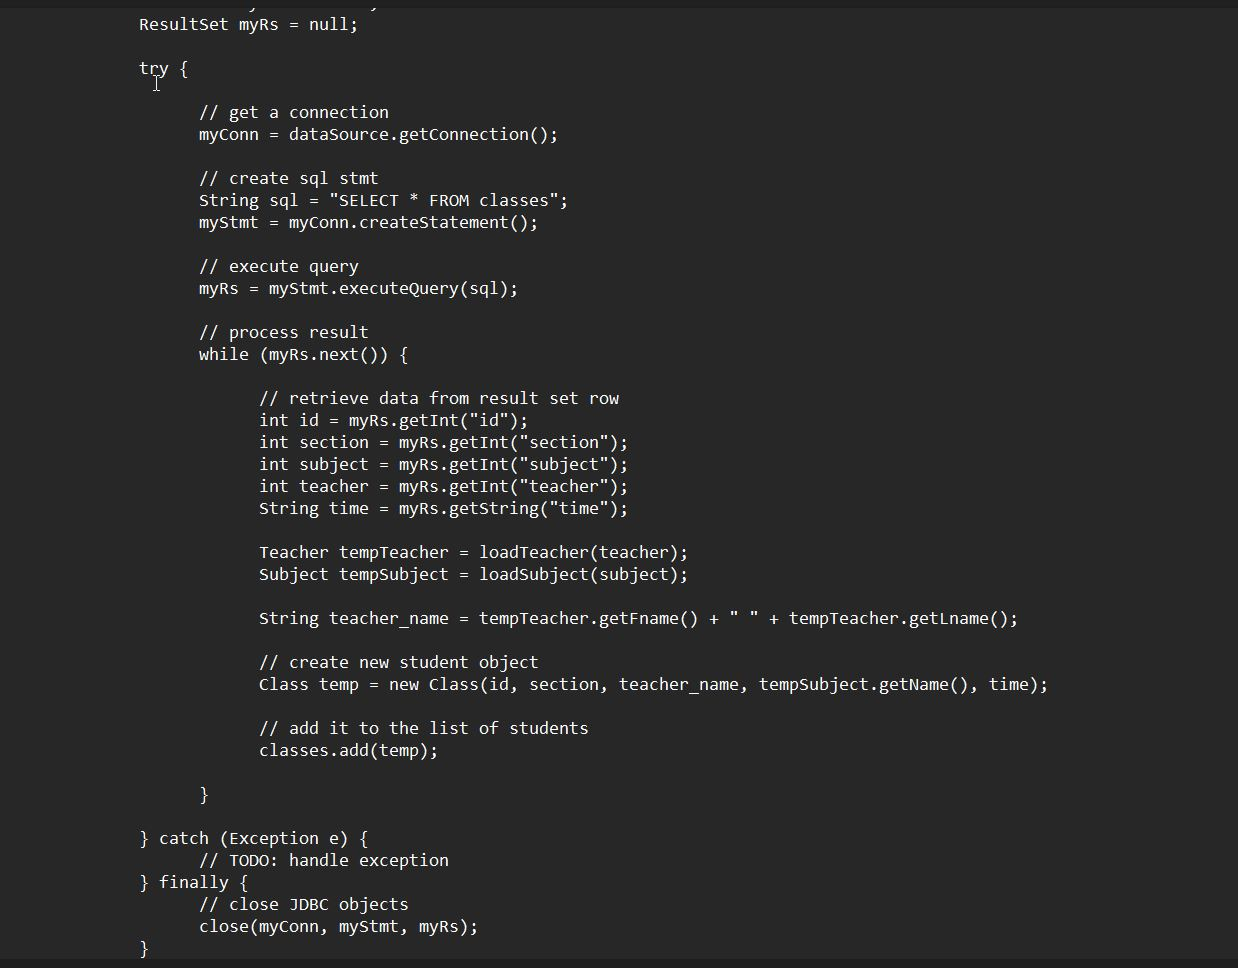 ResultSet myRs = null;
try {
// get a connection
myConn = dataSource.getConnection();
// create sql stmt
String sql = "SELECT * FROM classes";
myStmt = myConn.createStatement();
// execute query
myRs = myStmt.executeQuery(sql);
// process result
while (myRs.next()) {
// retrieve data from result set row
int id = myRs.getInt("id");
int section = myRs.getInt("section");
int subject = myRs.getInt("subject");
int teacher = myRs.getInt("teacher");
String time = myRs.getString("time");
Teacher tempTeacher = loadTeacher(teacher);
Subject tempSubject = loadSubject(subject);
String teacher_name = tempTeacher.getFname() + " " + tempTeacher.getLname();
// create new student object
Class temp = new Class(id, section, teacher_name, tempSubject.getName(), time);
// add it to the list of students
classes.add(temp);
}
} catch (Exception e) {
// TODO: handle exception
} finally {
// close JDBC objects
close(myConn, myStmt, myRs);
}